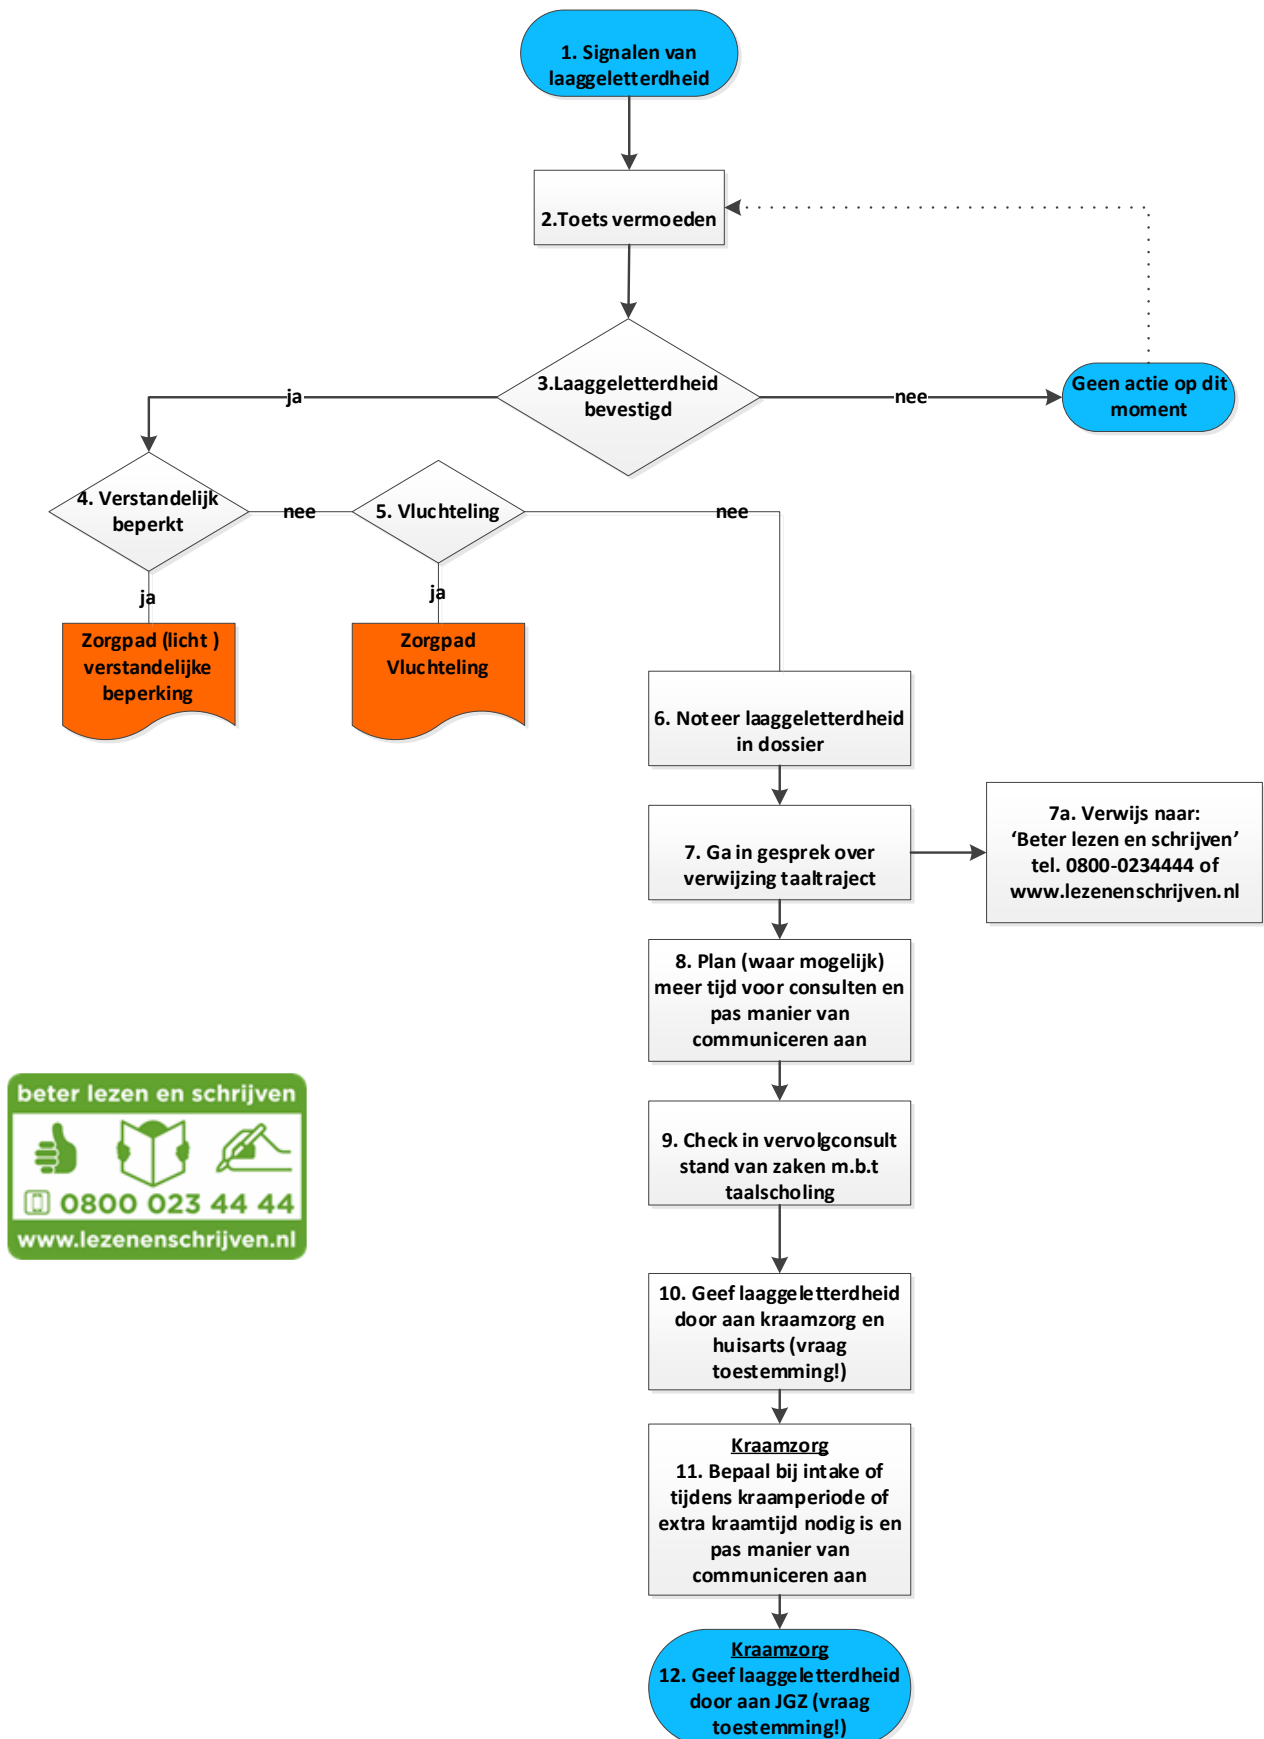 1. Signalen van
laaggeletterdheid
2.Toets vermoeden
3.Laaggeletterdheid
bevestigd
ja
nee
Geen actie op dit
moment
4. Verstandelijk
beperkt
nee
5. Vluchteling
nee
ja
ja
Zorgpad (licht )
verstandelijke
beperking
Zorgpad
Vluchteling
6. Noteer laaggeletterdheid
in dossier
7. Ga in gesprek over
verwijzing taaltraject
7a. Verwijs naar:
‘Beter lezen en schrijven’
tel. 0800-0234444 of
www.lezenenschrijven.nl
8. Plan (waar mogelijk)
meer tijd voor consulten en
pas manier van
communiceren aan
9. Check in vervolgconsult
stand van zaken m.b.t
taalscholing
10. Geef laaggeletterdheid
door aan kraamzorg en
huisarts (vraag
toestemming!)
Kraamzorg
11. Bepaal bij intake of
tijdens kraamperiode of
extra kraamtijd nodig is en
pas manier van
communiceren aan
Kraamzorg
12. Geef laaggeletterdheid
door aan JGZ (vraag
toestemming!)
beter lezen en schrijven
0800 023 44 44
www.lezenenschrijven.nl